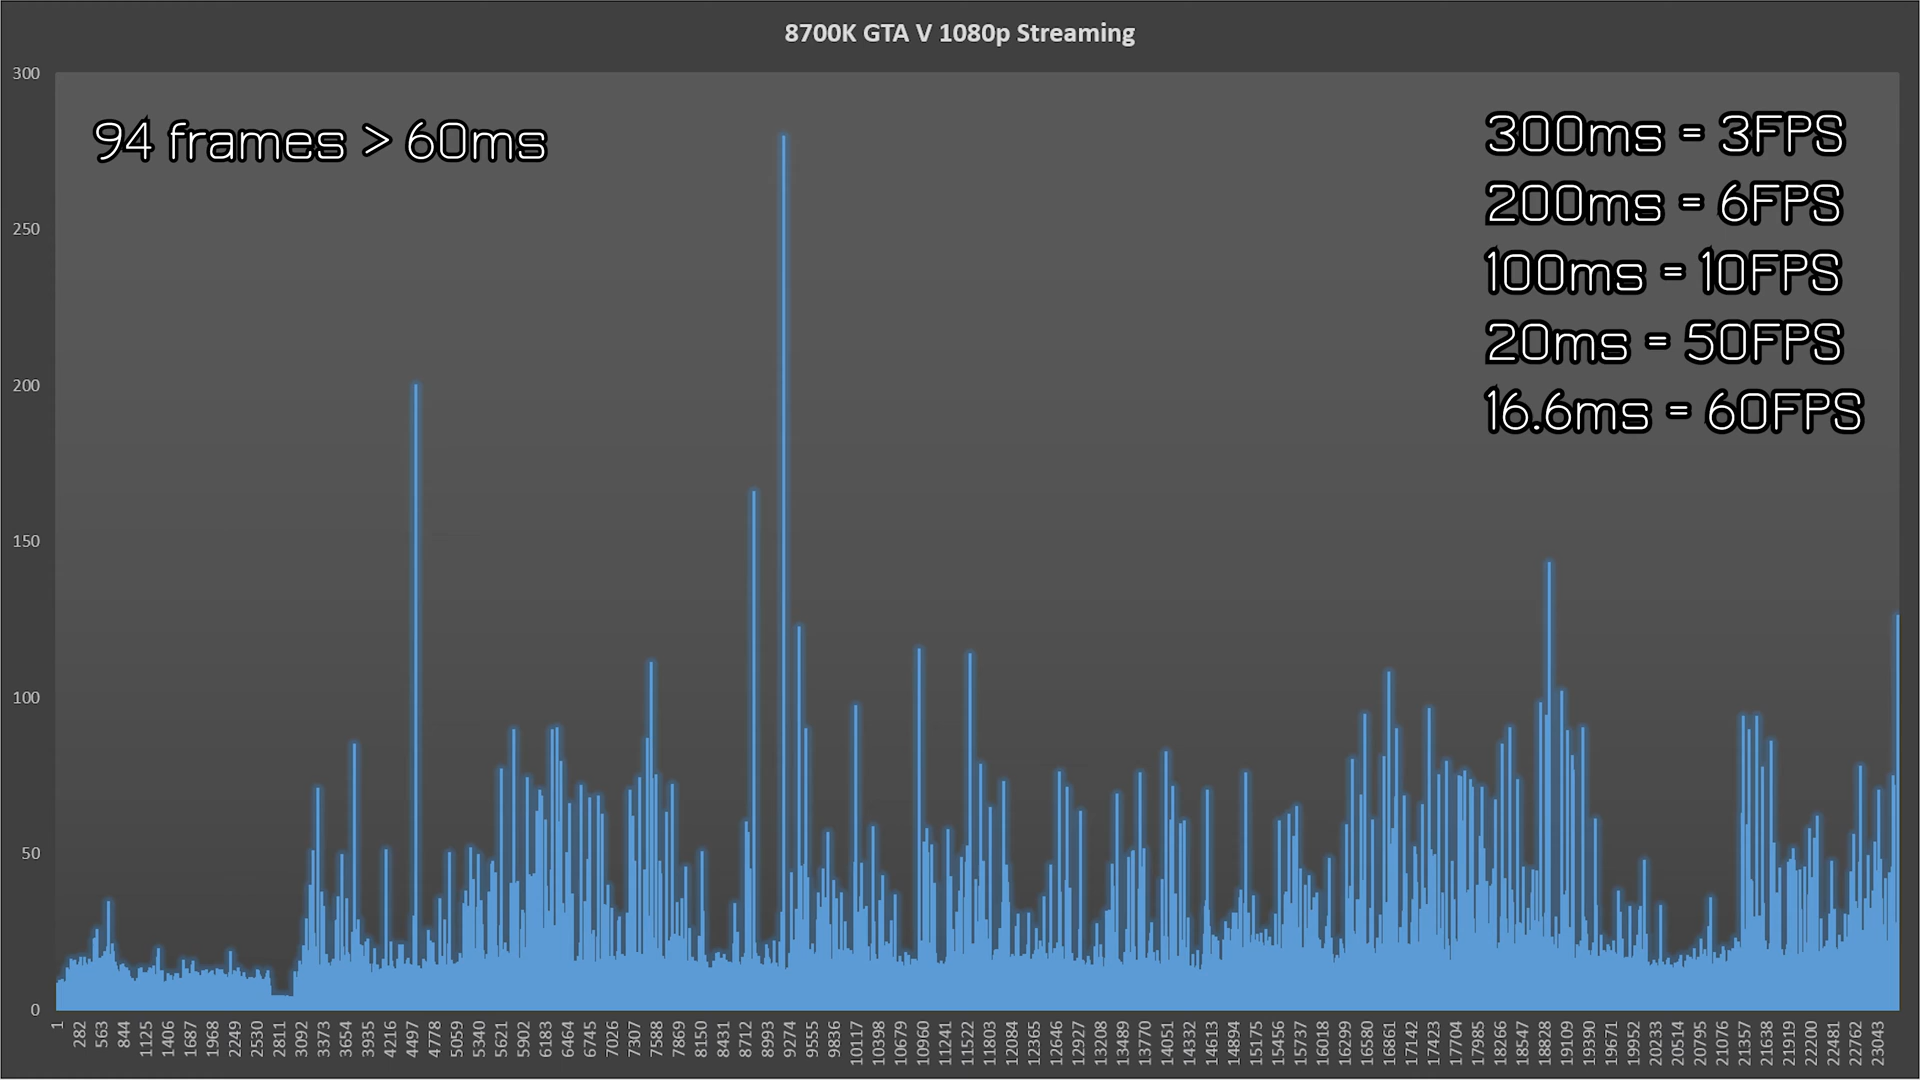 8700K GTA V 1080p Streaming
94 frames > 60ms
300ms = 3FPS
200ms = 6FPS
100ms = 10FPS
20ms = 50FPS
16.6ms = 60FPS
300
250
200
150
100
50
0
1 282 563 844 1125 1406 1687 1968 2249 2530 2811 3092 3373 3654 3935 4216 4497 4778 5059 5340 5621 5902 6183 6464 6745 7026 7307 7588 7869 8150 8431 8712 8993 9274 9555 9836 10117 10398 10679 10960 11241 11522 11803 12084 12365 12646 12927 13208 13489 13770 14051 14332 14613 14894 15175 15456 15737 16018 16299 16580 16861 17142 17423 17704 17985 18266 18547 18828 19109 19390 19671 19952 20233 20514 20795 21076 21357 21638 21919 22200 22481 22762 23043